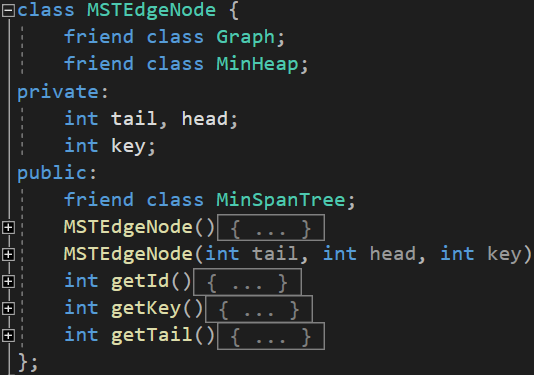 class MSTEdgeNode {
friend class Graph;
friend class MinHeap;
private:
int tail, head;
int key;
public:
friend class MinSpanTree;
MSTEdgeNode(){ ... }
MSTEdgeNode(int tail, int head, int key)
int getId(){ ... }
int getKey(){ ... }
int getTail(){ ... }
};